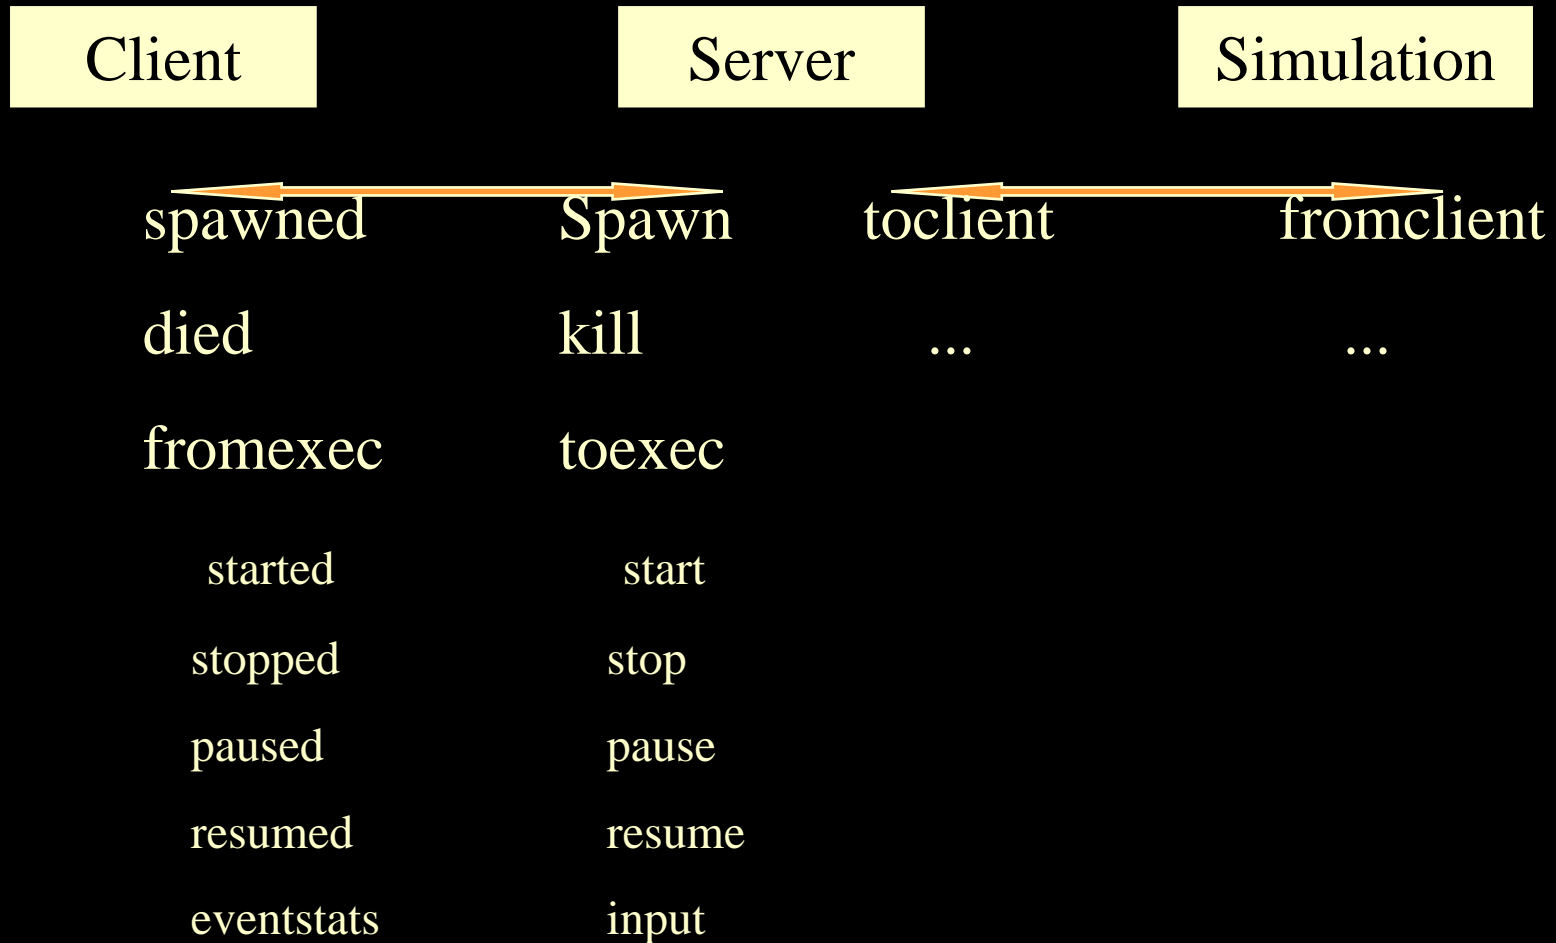 Client Server Simulation
spawned Spawn toclient fromclient
died kill ... ...
fromexec toexec
started start
stopped stop
paused pause
resumed resume
eventstats input